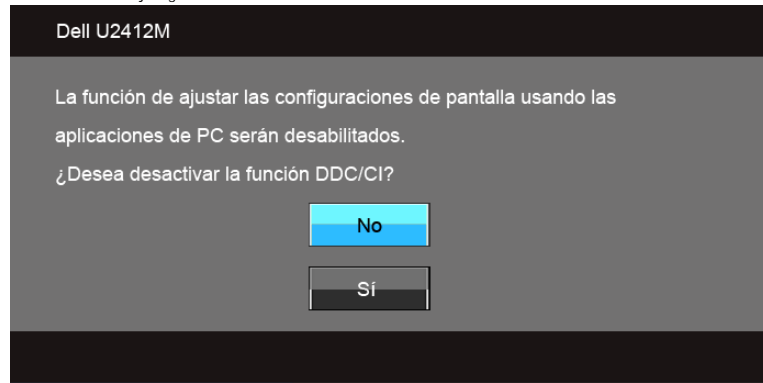 Dell U2412M
La función de ajustar las configuraciones de pantalla usando las
aplicaciones de PC serán desabilitados.
¿Desea desactivar la función DDC/CI?
No
Sí